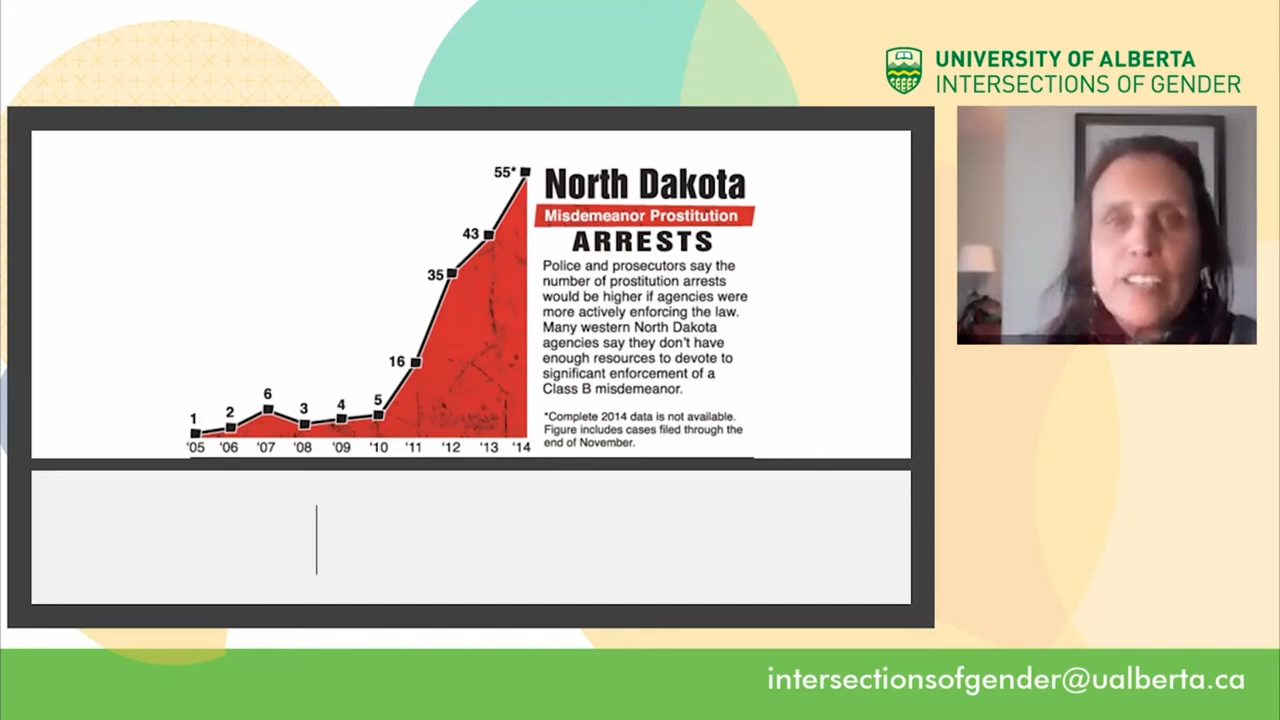 UNIVERSITY OF ALBERTA
INTERSECTIONS OF GENDER
55*
43
35
16
1
2
6
3
4
5
'05 '06 '07 '08 '09 '10 '11 '12 '13 '14
North Dakota
Misdemeanor Prostitution
ARRESTS
Police and prosecutors say the
number of prostitution arrests
would be higher if agencies were
more actively enforcing the law.
Many western North Dakota
agencies say they don't have
enough resources to devote to
significant enforcement of a
Class B misdemeanor.
*Complete 2014 data is not available.
Figure includes cases filed through the
end of November.
intersectionsofgender@ualberta.ca